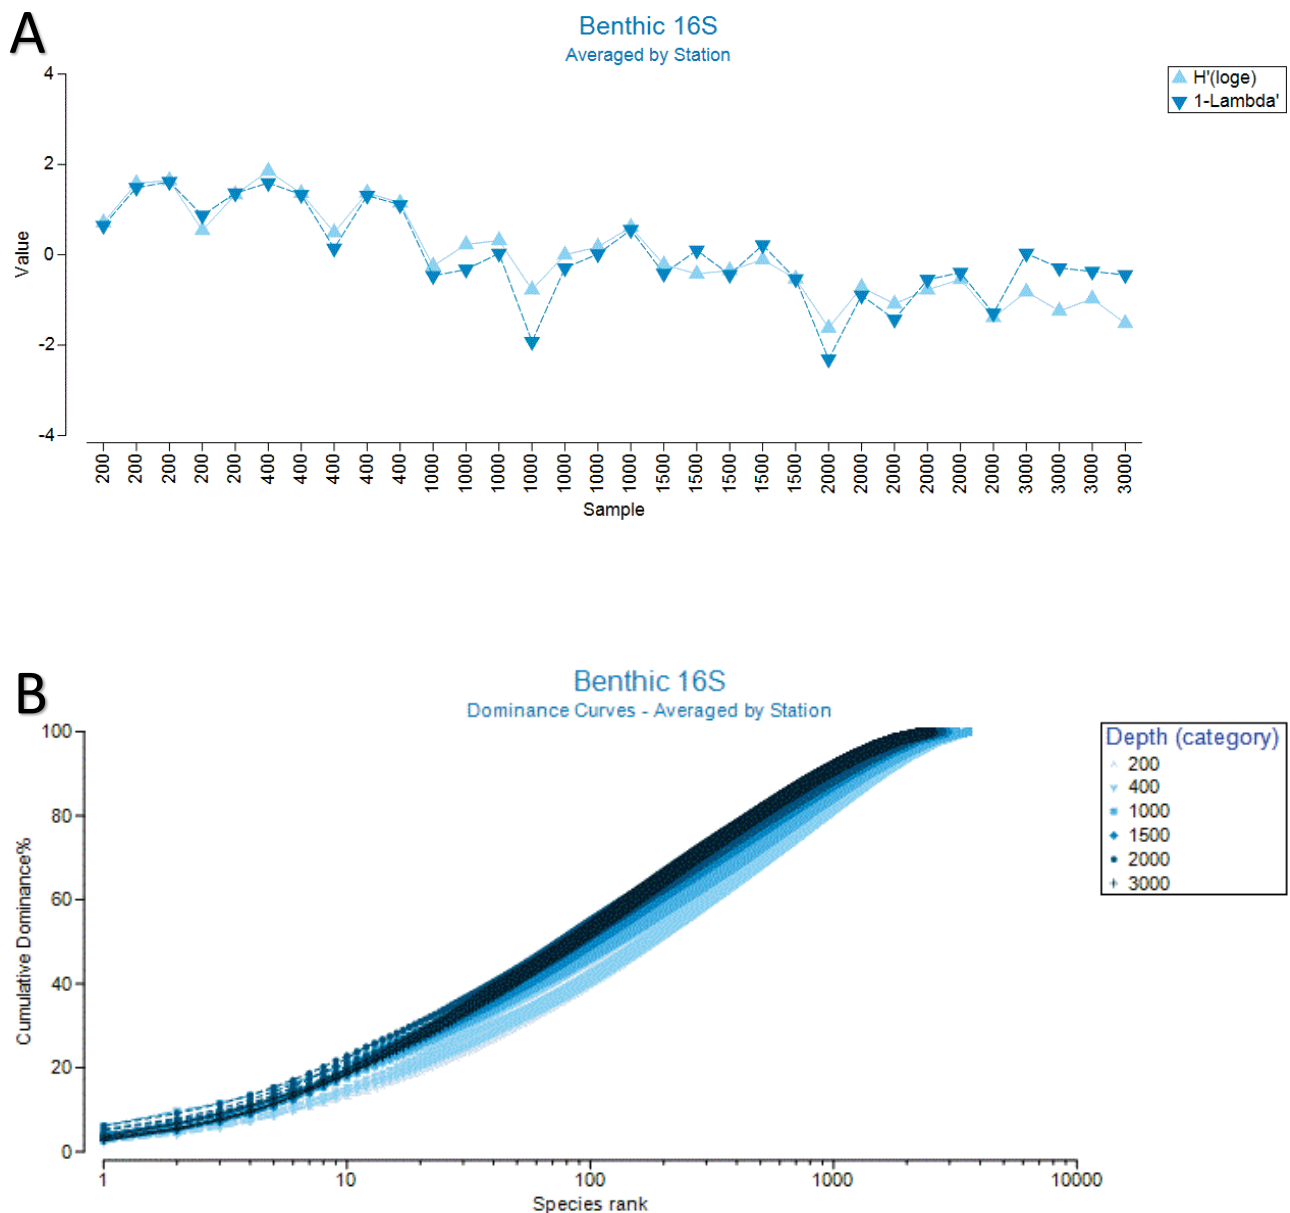 A
Benthic 16S
Averaged by Station
H'(loge)
1-Lambda'
4
2
0
-2
-4
Value
200 200 200 200 200 400 400 400 400 400 1000 1000 1000 1000 1000 1000 1000 1500 1500 1500 1500 1500 2000 2000 2000 2000 2000 2000 3000 3000 3000 3000
Sample
B
Benthic 16S
Dominance Curves - Averaged by Station
Depth (category)
200
400
1000
1500
2000
3000
100
80
60
40
20
0
Cumulative Dominance%
1 10 100 1000 10000
Species rank